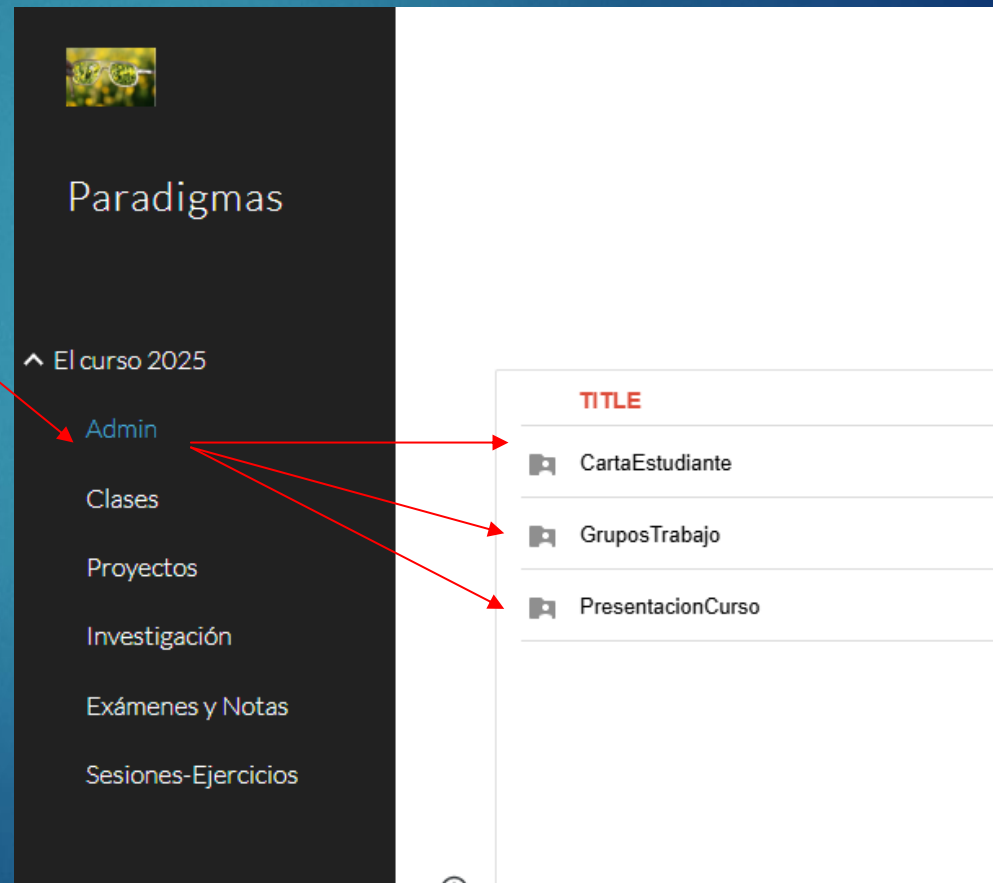 Paradigmas
El curso 2025
Admin
Clases
Proyectos
Investigación
Exámenes y Notas
Sesiones-Ejercicios
TITLE
CartaEstudiante
GruposTrabajo
PresentacionCurso